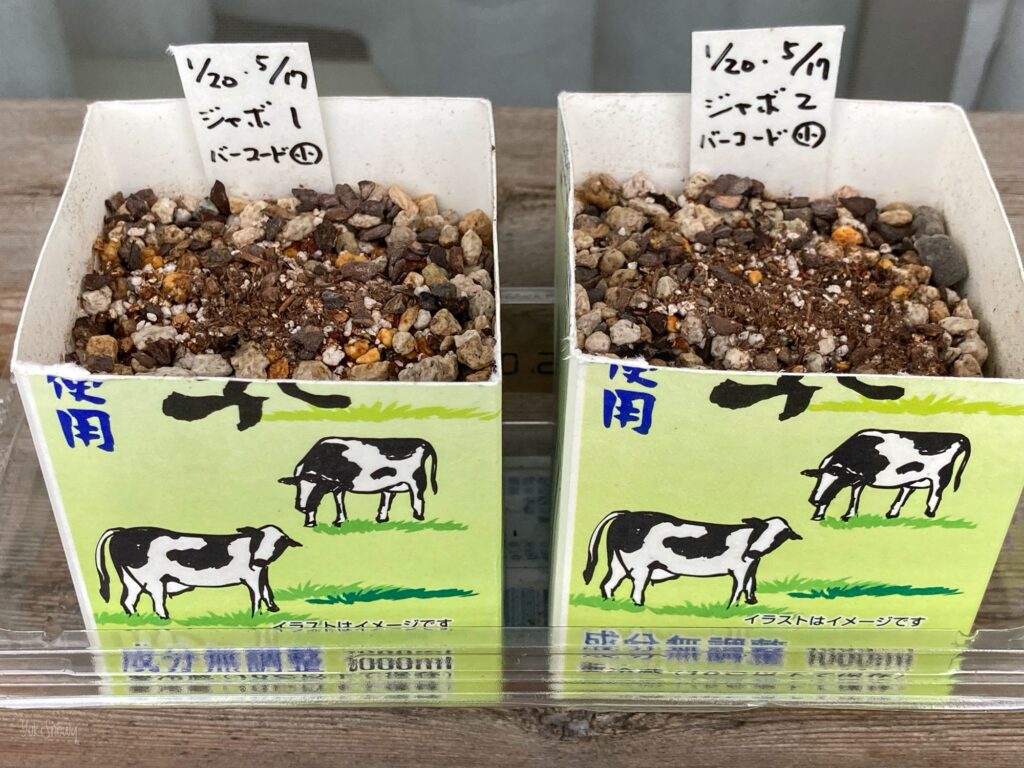 1/20・5/17
ジャボ 1
バーコード㊥
1/20・5/17
ジャボ 2
バーコード
使用
イラストはイメージです
成分無調整 1000ml
使用
イラストはイメージです
成分無調整 1000ml